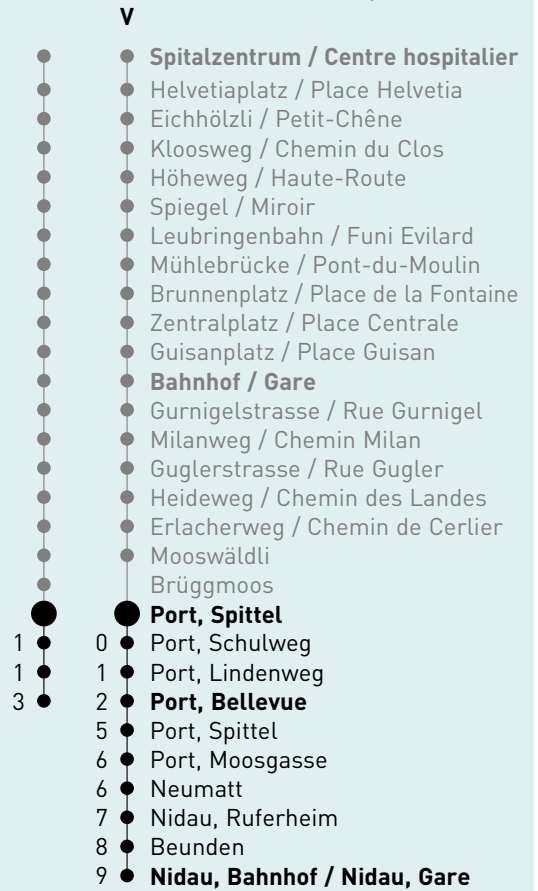 V
Spitalzentrum / Centre hospitalier
Helvetiaplatz / Place Helvetia
Eichhölzli / Petit-Chêne
Kloosweg / Chemin du Clos
Höheweg / Haute-Route
Spiegel / Miroir
Leubringenbahn / Funi Evilard
Mühlebrücke / Pont-du-Moulin
Brunnenplatz / Place de la Fontaine
Zentralplatz / Place Centrale
Guisanplatz / Place Guisan
Bahnhof / Gare
Gurnigelstrasse / Rue Gurnigel
Milanweg / Chemin Milan
Guglerstrasse / Rue Gugler
Heideweg / Chemin des Landes
Erlacherweg / Chemin de Cerlier
Mooswäldli
Brüggmoos
Port, Spittel
1 0 Port, Schulweg
1 1 Port, Lindenweg
3 2 Port, Bellevue
5 Port, Spittel
6 Port, Moosgasse
6 Neumatt
7 Nidau, Ruferheim
8 Beunden
9 Nidau, Bahnhof / Nidau, Gare